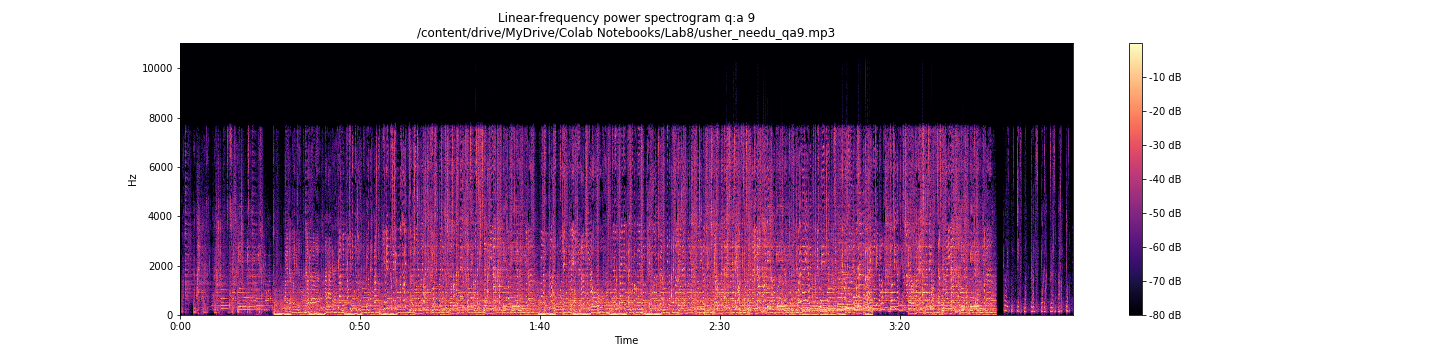 Linear-frequency power spectrogram q:a 9
/content/drive/MyDrive/Colab Notebooks/Lab8/usher_needu_qa9.mp3
10000
8000
6000
4000
2000
0
Hz
0:00
0:50
1:40
2:30
3:20
Time
-10 dB
-20 dB
-30 dB
-40 dB
-50 dB
-60 dB
-70 dB
-80 dB